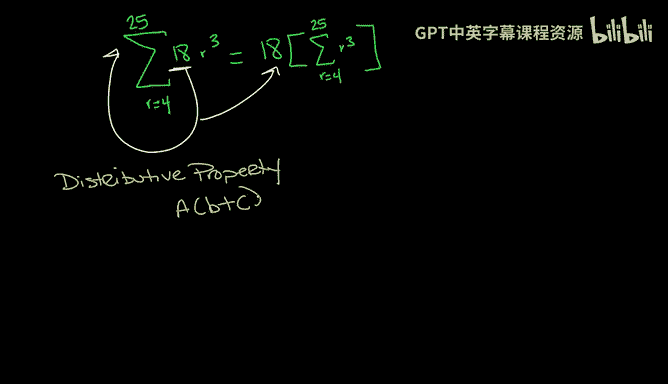 GPT中英字幕课程资源 bilibili
25 25
∑ 18 r³ = 18 [ ∑ r³ ]
r=4 r=4
Distributive Property
A(b+c)